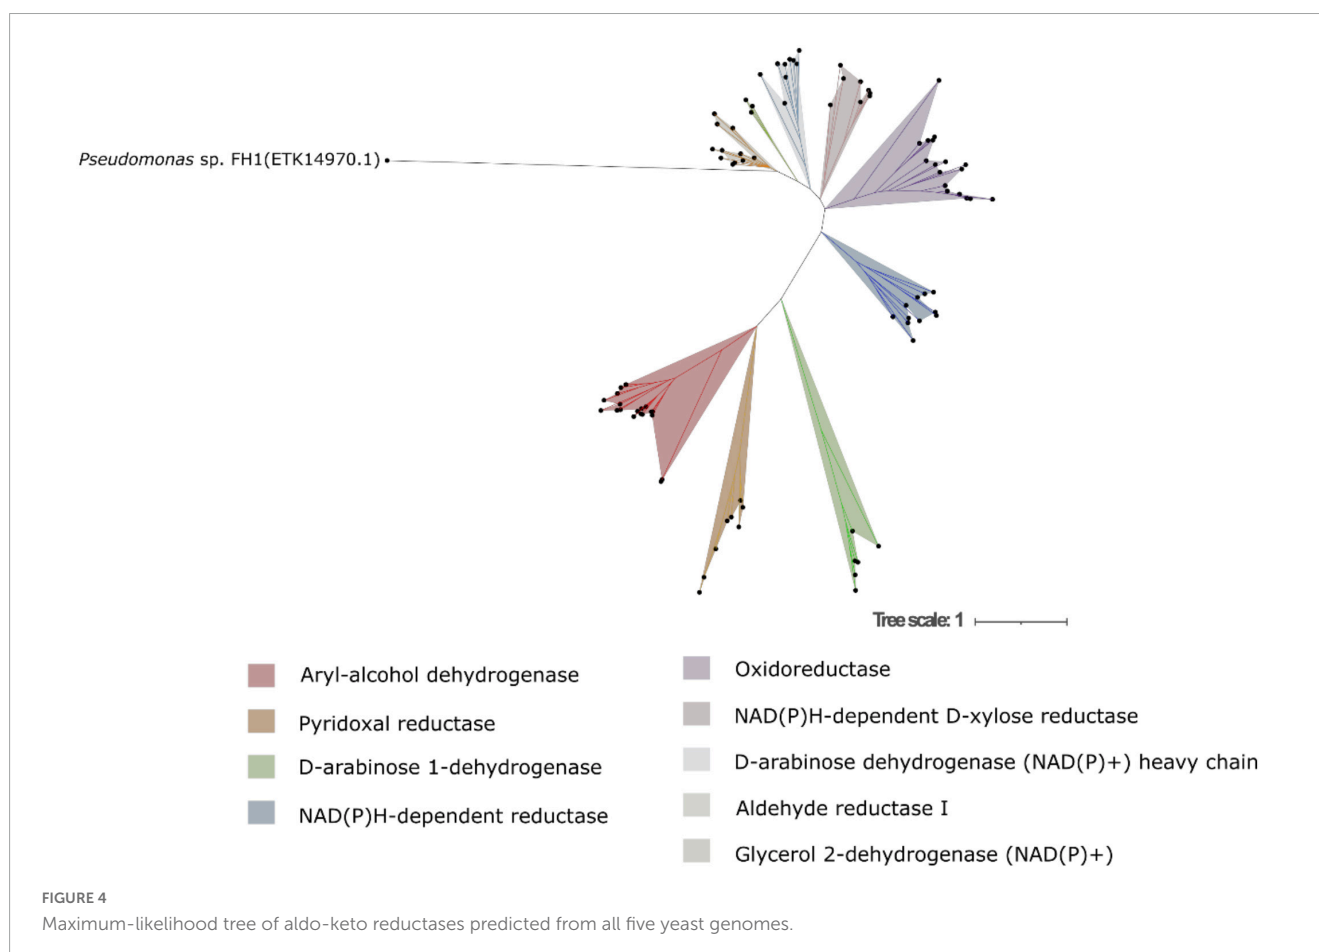 Pseudomonas sp. FH1(ETK14970.1)
Tree scale: 1
Aryl-alcohol dehydrogenase
Pyridoxal reductase
D-arabinose 1-dehydrogenase
NAD(P)H-dependent reductase
Oxidoreductase
NAD(P)H-dependent D-xylose reductase
D-arabinose dehydrogenase (NAD(P)+) heavy chain
Aldehyde reductase I
Glycerol 2-dehydrogenase (NAD(P)+)
FIGURE 4
Maximum-likelihood tree of aldo-keto reductases predicted from all five yeast genomes.